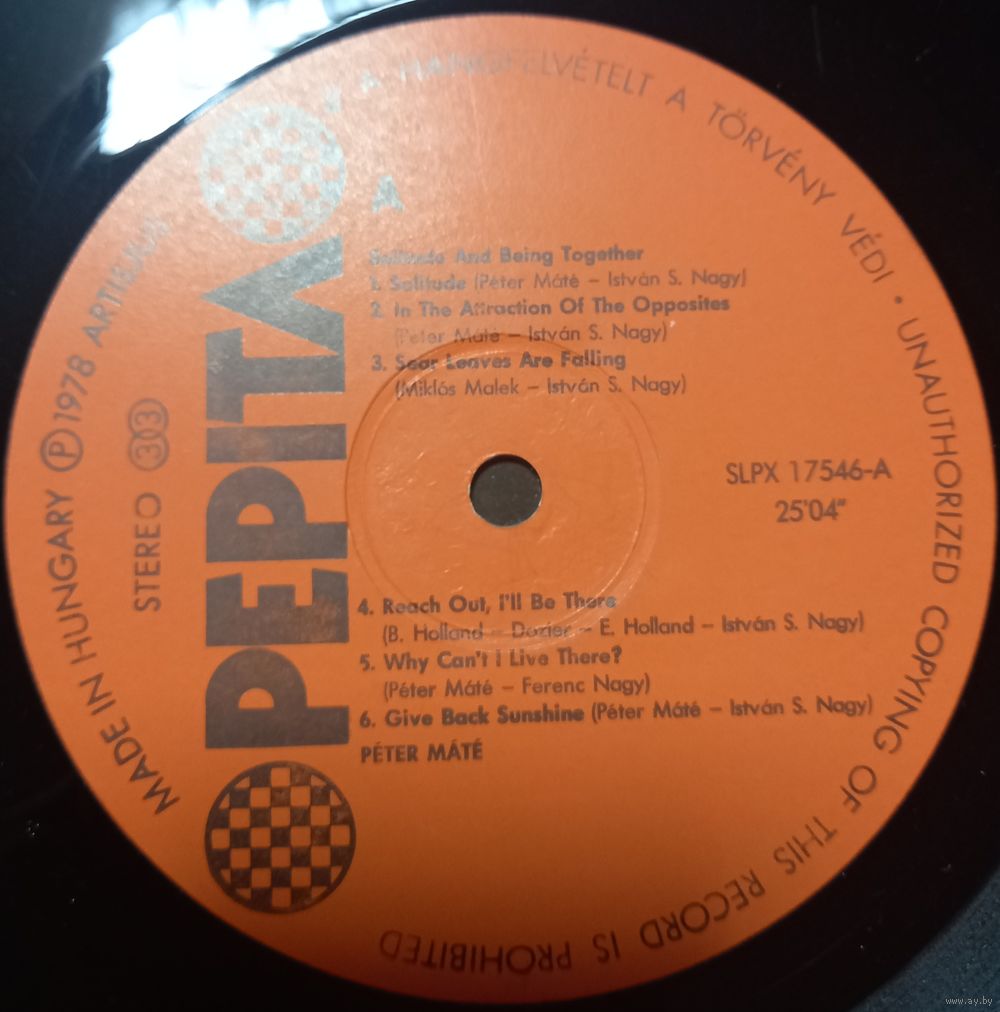 A HANGFELVÉTELT A TÖRVÉNY VÉDI • UNAUTHORIZED COPYING OF THIS RECORD IS PROHIBITED
MADE IN HUNGARY Ⓟ 1978 ARTISJUS
STEREO 303
PEPITA
A
Solitude And Being Together
1. Solitude (Péter Máté – István S. Nagy)
2. In The Attraction Of The Opposites
(Péter Máté – István S. Nagy)
3. Sear Leaves Are Falling
(Miklós Malek – István S. Nagy)
SLPX 17546-A
25'04"
4. Reach Out, I'll Be There
(B. Holland – Dozier – E. Holland – István S. Nagy)
5. Why Can't I Live There?
(Péter Máté – Ferenc Nagy)
6. Give Back Sunshine (Péter Máté – István S. Nagy)
PÉTER MÁTÉ
www.ay.by